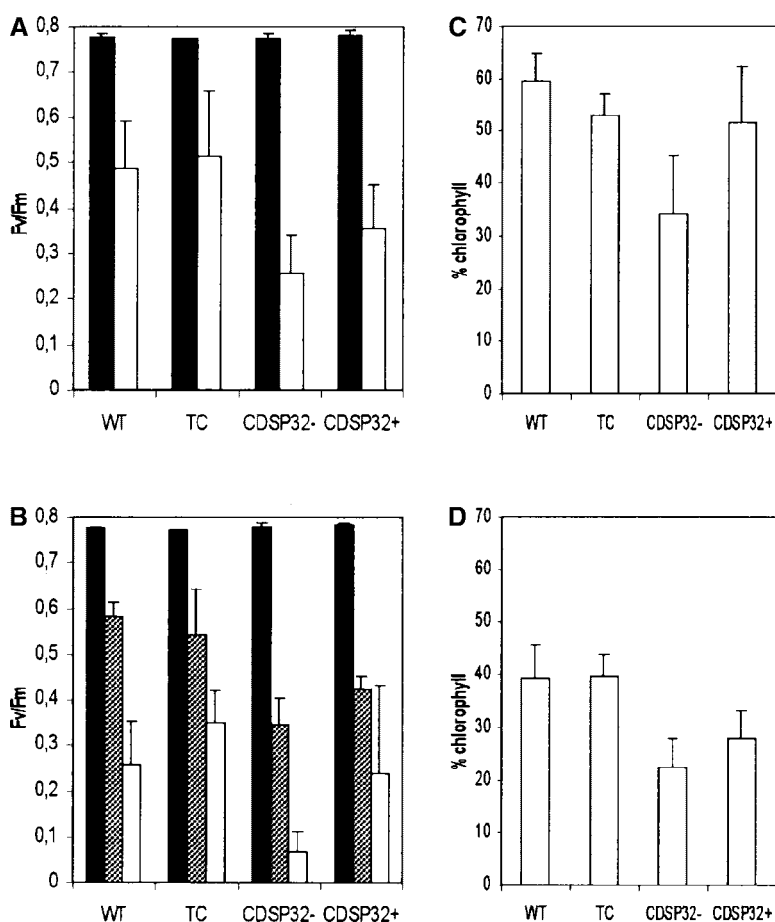 A
Fv/Fm
0,8
0,7
0,6
0,5
0,4
0,3
0,2
0,1
0
WT TC CDSP32- CDSP32+
C
% chlorophyll
70
60
50
40
30
20
10
0
WT TC CDSP32- CDSP32+
B
Fv/Fm
0,8
0,7
0,6
0,5
0,4
0,3
0,2
0,1
0
WT TC CDSP32- CDSP32+
D
% chlorophyll
70
60
50
40
30
20
10
0
WT TC CDSP32- CDSP32+